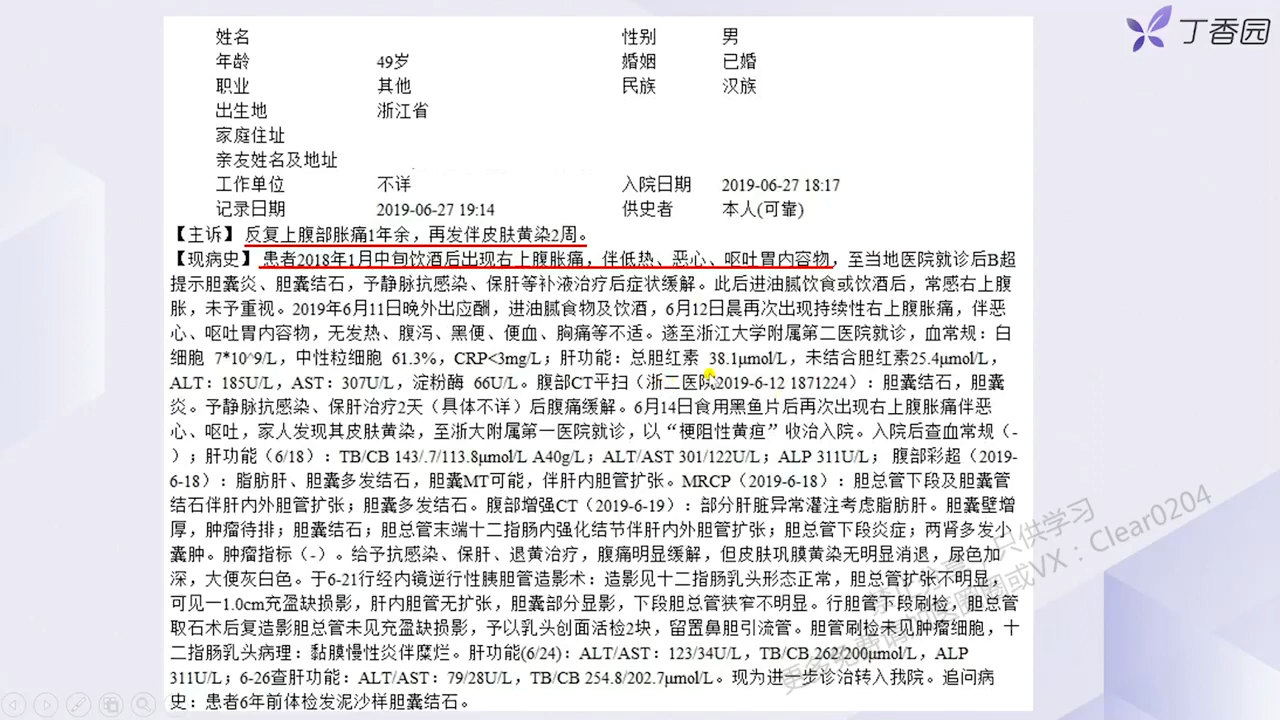 丁香园
姓名 性别 男
年龄 49岁 婚姻 已婚
职业 其他 民族 汉族
出生地 浙江省
家庭住址
亲友姓名及地址
工作单位 不详 入院日期 2019-06-27 18:17
记录日期 2019-06-27 19:14 供史者 本人(可靠)
【主诉】反复上腹部胀痛1年余，再发伴皮肤黄染2周。
【现病史】患者2018年1月中旬饮酒后出现右上腹胀痛，伴低热、恶心、呕吐胃内容物，至当地医院就诊后B超
提示胆囊炎、胆囊结石，予静脉抗感染、保肝等补液治疗后症状缓解。此后进油腻饮食或饮酒后，常感右上腹
胀，未予重视。2019年6月11日晚外出应酬，进油腻食物及饮酒，6月12日晨再次出现持续性右上腹胀痛，伴恶
心、呕吐胃内容物，无发热、腹泻、黑便、便血、胸痛等不适。遂至浙江大学附属第二医院就诊，血常规：白
细胞 7*10^9/L，中性粒细胞 61.3%，CRP<3mg/L；肝功能：总胆红素 38.1μmol/L，未结合胆红素25.4μmol/L，
ALT：185U/L，AST：307U/L，淀粉酶 66U/L。腹部CT平扫（浙二医院2019-6-12 1871224）：胆囊结石，胆囊
炎。予静脉抗感染、保肝治疗2天（具体不详）后腹痛缓解。6月14日食用黑鱼片后再次出现右上腹胀痛伴恶
心、呕吐，家人发现其皮肤黄染，至浙大附属第一医院就诊，以“梗阻性黄疸”收治入院。入院后查血常规（-
）；肝功能（6/18）：TB/CB 143/.7/113.8μmol/L A40g/L；ALT/AST 301/122U/L；ALP 311U/L； 腹部彩超（2019-
6-18）：脂肪肝、胆囊多发结石，胆囊MT可能，伴肝内胆管扩张。MRCP（2019-6-18）：胆总管下段及胆囊管
结石伴肝内外胆管扩张；胆囊多发结石。腹部增强CT（2019-6-19）：部分肝脏异常灌注考虑脂肪肝。胆囊壁增
厚，肿瘤待排；胆囊结石；胆总管末端十二指肠内强化结节伴肝内外胆管扩张；胆总管下段炎症；两肾多发小
囊肿。肿瘤指标（-）。给予抗感染、保肝、退黄治疗，腹痛明显缓解，但皮肤巩膜黄染无明显消退，尿色加
深，大便灰白色。于6-21行经内镜逆行性胰胆管造影术：造影见十二指肠乳头形态正常，胆总管扩张不明显，
可见一1.0cm充盈缺损影，肝内胆管无扩张，胆囊部分显影，下段胆总管狭窄不明显。行胆管下段刷检，胆总管
取石术后复造影胆总管未见充盈缺损影，予以乳头创面活检2块，留置鼻胆引流管。胆管刷检未见肿瘤细胞，十
二指肠乳头病理：黏膜慢性炎伴糜烂。肝功能(6/24)：ALT/AST：123/34U/L，TB/CB 262/200μmol/L，ALP
311U/L；6-26查肝功能：ALT/AST：79/28U/L，TB/CB 254.8/202.7μmol/L。现为进一步诊治转入我院。追问病
史：患者6年前体检发泥沙样胆囊结石。
只供学习
或VX：Clear0204